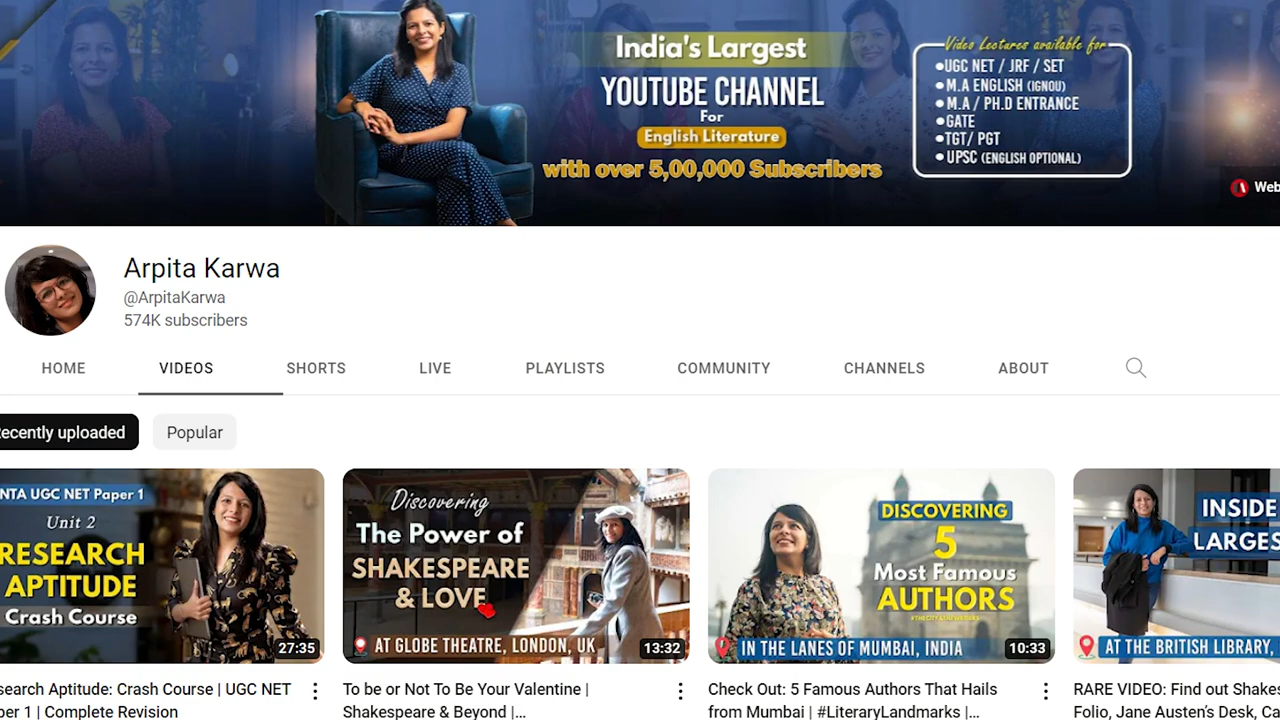 India's Largest
YOUTUBE CHANNEL
For
English Literature
with over 5,00,000 Subscribers
Video Lectures available for
•UGC NET / JRF / SET
•M.A ENGLISH (IGNOU)
•M.A / PH.D ENTRANCE
•GATE
•TGT/ PGT
•UPSC (ENGLISH OPTIONAL)
Web
Arpita Karwa
@ArpitaKarwa
574K subscribers
HOME VIDEOS SHORTS LIVE PLAYLISTS COMMUNITY CHANNELS ABOUT
ecently uploaded Popular
NTA UGC NET Paper 1
Unit 2
RESEARCH
APTITUDE
Crash Course
27:35
Discovering
The Power of
SHAKESPEARE
& LOVE
AT GLOBE THEATRE, LONDON, UK
13:32
DISCOVERING
5
Most Famous
AUTHORS
IN THE LANES OF MUMBAI, INDIA
10:33
INSIDE
LARGES
AT THE BRITISH LIBRARY,
search Aptitude: Crash Course | UGC NET
per 1 | Complete Revision
To be or Not To Be Your Valentine |
Shakespeare & Beyond |...
Check Out: 5 Famous Authors That Hails
from Mumbai | #LiteraryLandmarks |...
RARE VIDEO: Find out Shakes
Folio, Jane Austen's Desk, Ca